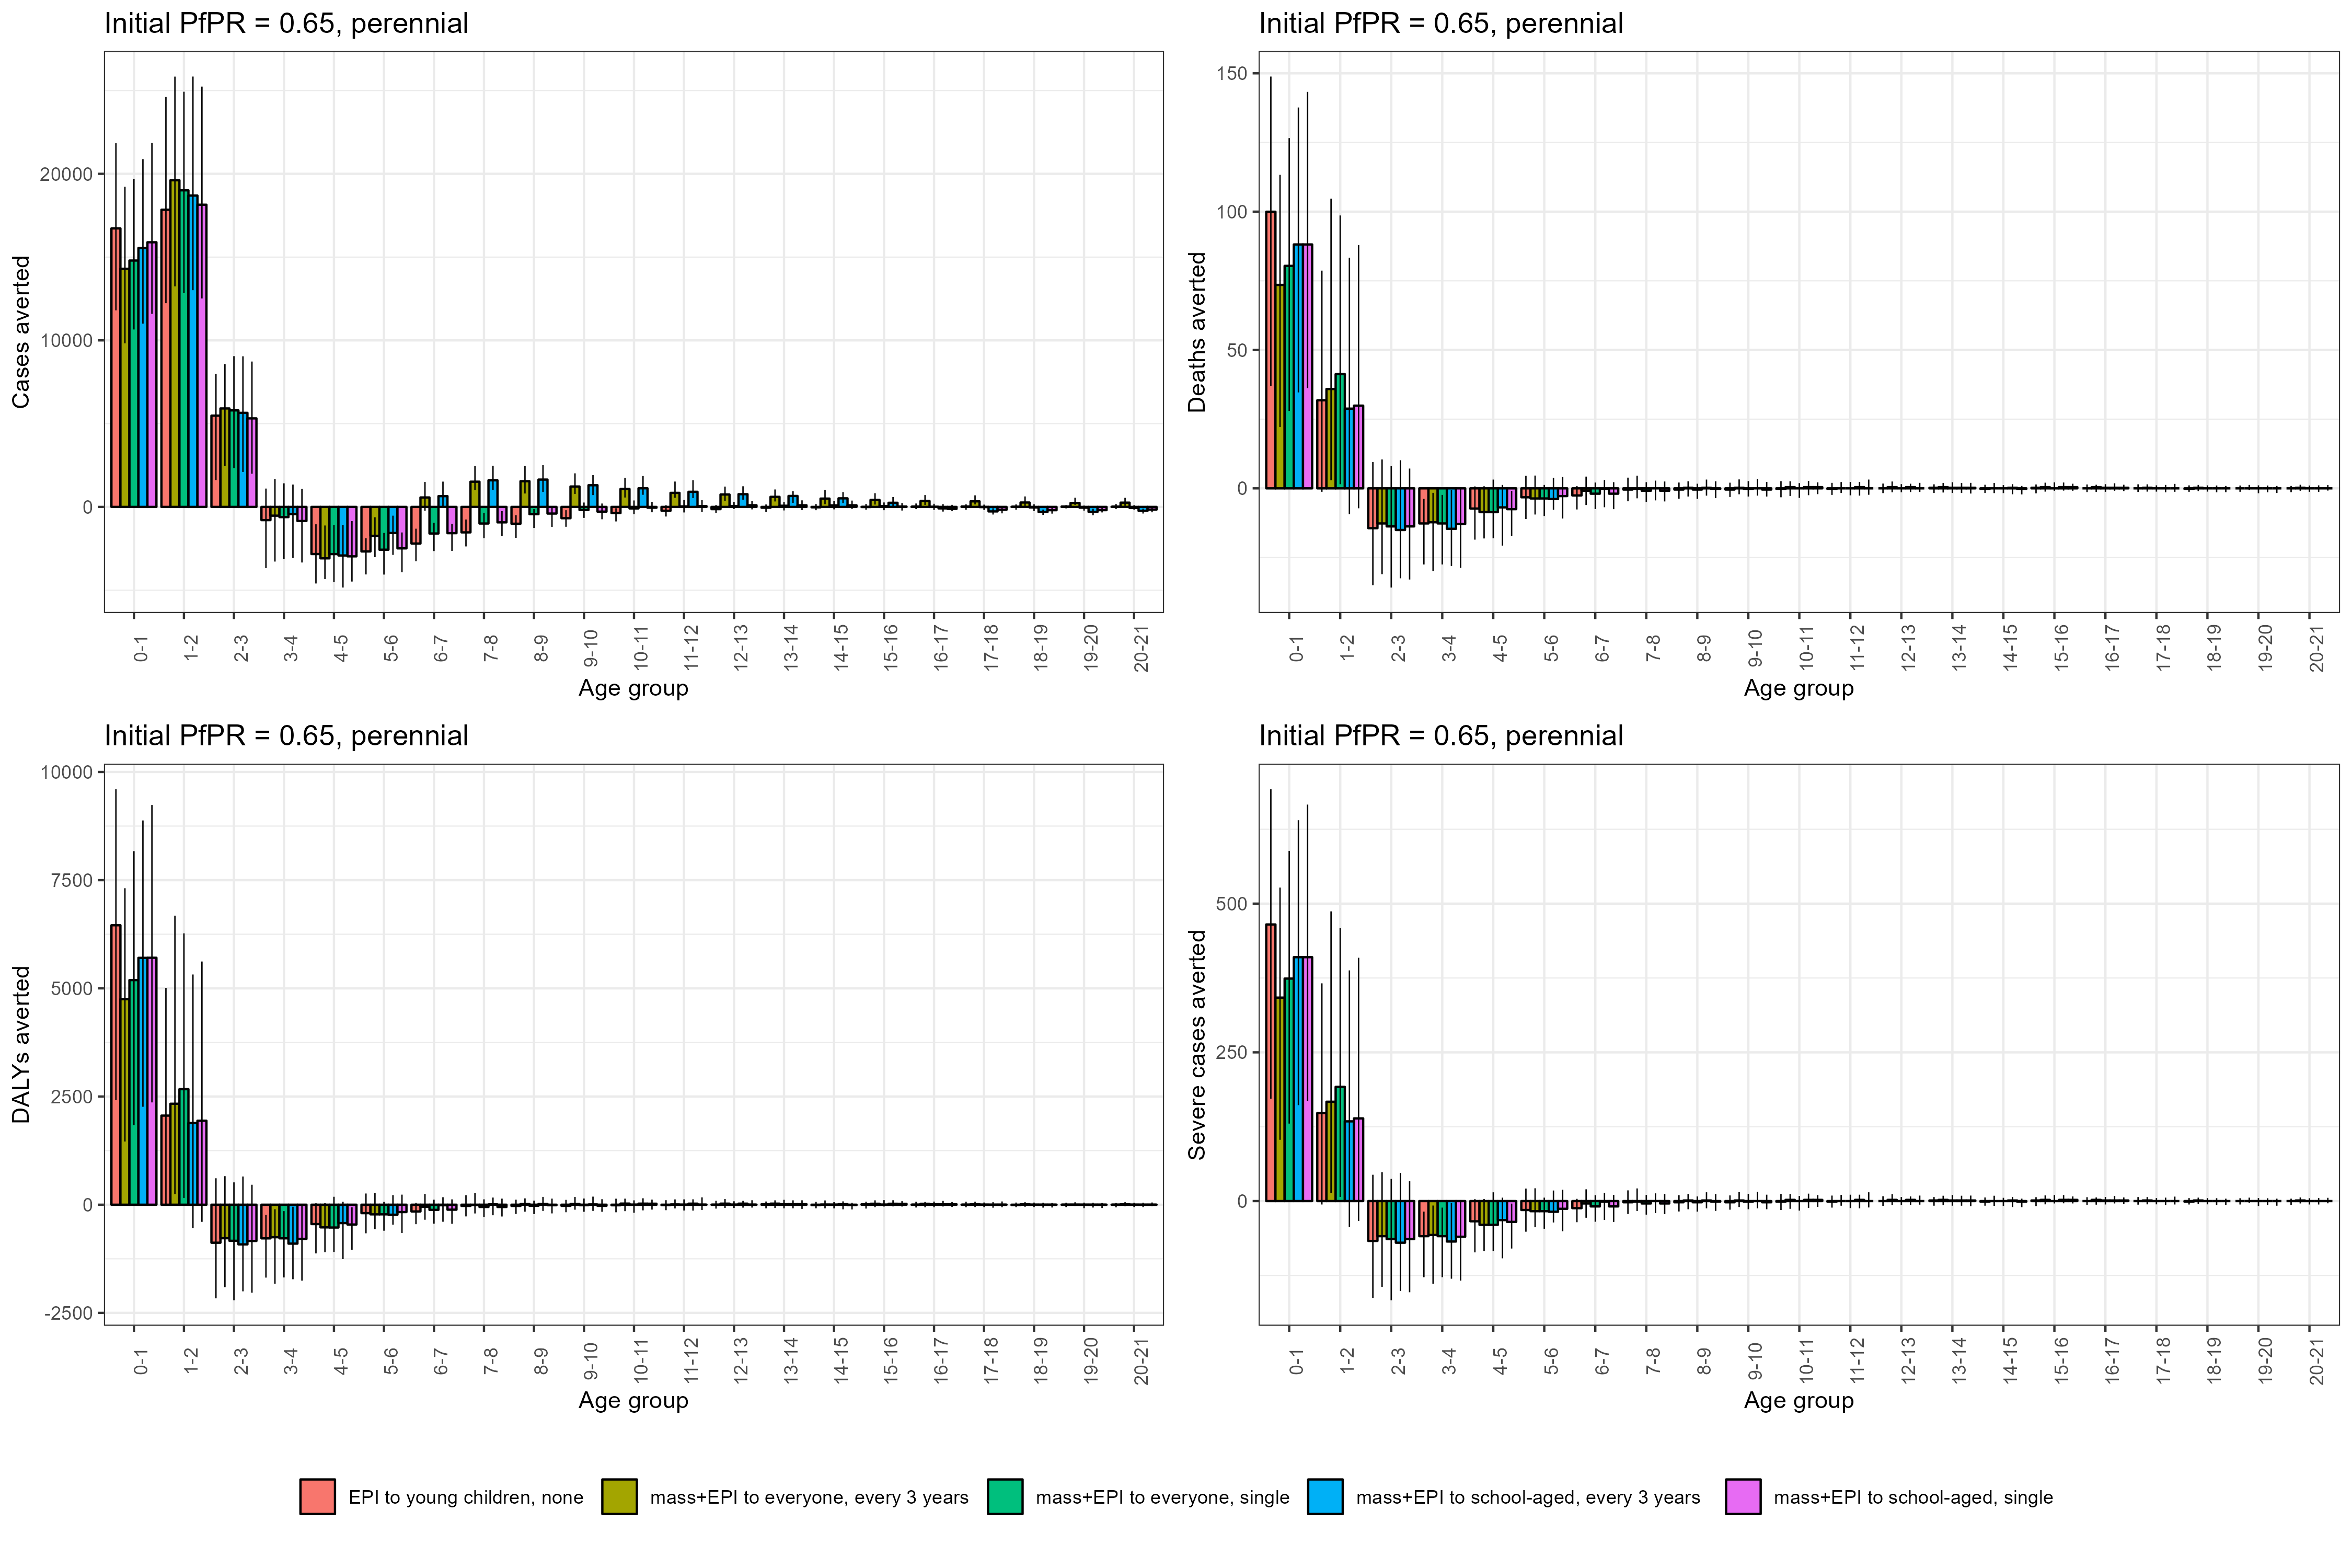 Initial PfPR = 0.65, perennial
Cases averted
20000
10000
0
0-1 1-2 2-3 3-4 4-5 5-6 6-7 7-8 8-9 9-10 10-11 11-12 12-13 13-14 14-15 15-16 16-17 17-18 18-19 19-20 20-21
Age group
Initial PfPR = 0.65, perennial
Deaths averted
150
100
50
0
0-1 1-2 2-3 3-4 4-5 5-6 6-7 7-8 8-9 9-10 10-11 11-12 12-13 13-14 14-15 15-16 16-17 17-18 18-19 19-20 20-21
Age group
Initial PfPR = 0.65, perennial
DALYs averted
10000
7500
5000
2500
0
-2500
0-1 1-2 2-3 3-4 4-5 5-6 6-7 7-8 8-9 9-10 10-11 11-12 12-13 13-14 14-15 15-16 16-17 17-18 18-19 19-20 20-21
Age group
Initial PfPR = 0.65, perennial
Severe cases averted
500
250
0
0-1 1-2 2-3 3-4 4-5 5-6 6-7 7-8 8-9 9-10 10-11 11-12 12-13 13-14 14-15 15-16 16-17 17-18 18-19 19-20 20-21
Age group
EPI to young children, none mass+EPI to everyone, every 3 years mass+EPI to everyone, single mass+EPI to school-aged, every 3 years mass+EPI to school-aged, single